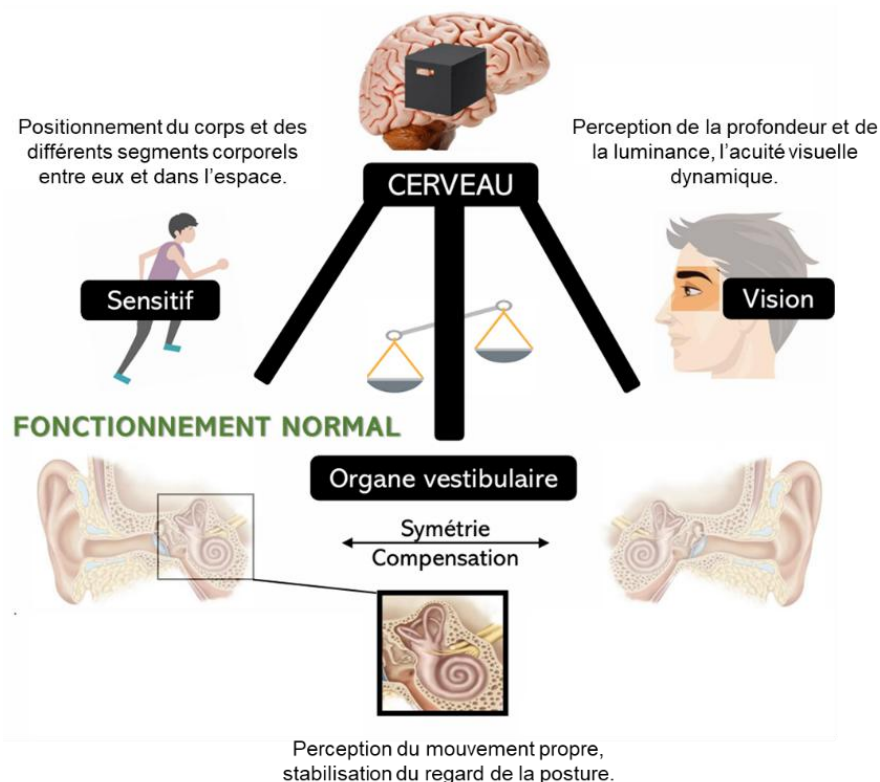 Positionnement du corps et des
différents segments corporels
entre eux et dans l'espace.
Perception de la profondeur et de
la luminance, l'acuité visuelle
dynamique.
CERVEAU
Sensitif
Vision
FONCTIONNEMENT NORMAL
Organe vestibulaire
Symétrie
Compensation
Perception du mouvement propre,
stabilisation du regard de la posture.